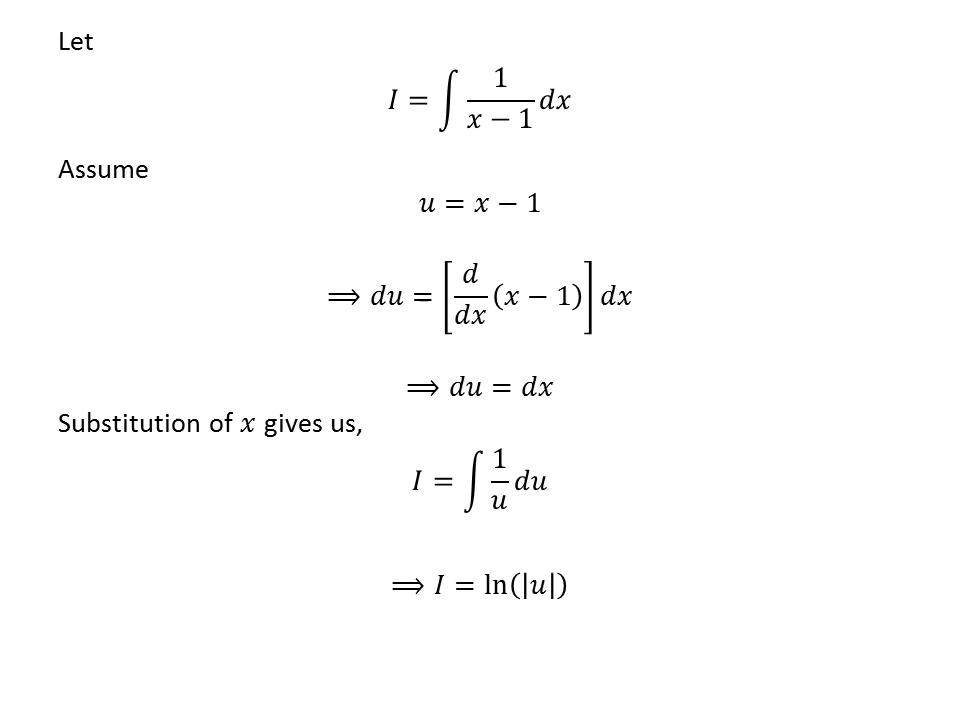 Let
𝐼 = ∫ 1/(𝑥 − 1) 𝑑𝑥
Assume
𝑢 = 𝑥 − 1
⟹ 𝑑𝑢 = [𝑑/𝑑𝑥 (𝑥 − 1)] 𝑑𝑥
⟹ 𝑑𝑢 = 𝑑𝑥
Substitution of 𝑥 gives us,
𝐼 = ∫ 1/𝑢 𝑑𝑢
⟹ 𝐼 = ln(|𝑢|)